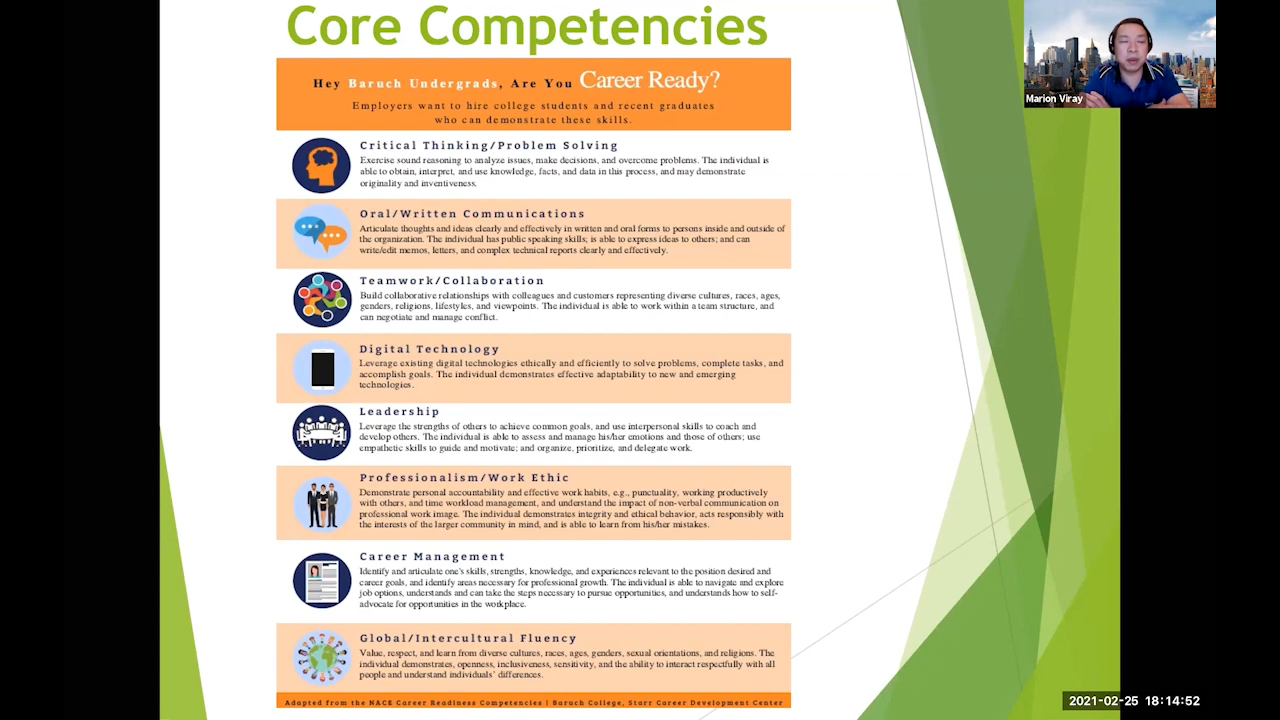 Core Competencies
Hey Baruch Undergrads, Are You Career Ready?
Employers want to hire college students and recent graduates
who can demonstrate these skills.
Critical Thinking/Problem Solving
Exercise sound reasoning to analyze issues, make decisions, and overcome problems. The individual is
able to obtain, interpret, and use knowledge, facts, and data in this process, and may demonstrate
originality and inventiveness.
Oral/Written Communications
Articulate thoughts and ideas clearly and effectively in written and oral forms to persons inside and outside of
the organization. The individual has public speaking skills; is able to express ideas to others; and can
write/edit memos, letters, and complex technical reports clearly and effectively.
Teamwork/Collaboration
Build collaborative relationships with colleagues and customers representing diverse cultures, races, ages,
genders, religions, lifestyles, and viewpoints. The individual is able to work within a team structure, and
can negotiate and manage conflict.
Digital Technology
Leverage existing digital technologies ethically and efficiently to solve problems, complete tasks, and
accomplish goals. The individual demonstrates effective adaptability to new and emerging
technologies.
Leadership
Leverage the strengths of others to achieve common goals, and use interpersonal skills to coach and
develop others. The individual is able to assess and manage his/her emotions and those of others; use
empathetic skills to guide and motivate; and organize, prioritize, and delegate work.
Professionalism/Work Ethic
Demonstrate personal accountability and effective work habits, e.g., punctuality, working productively
with others, and time workload management, and understand the impact of non-verbal communication on
professional work image. The individual demonstrates integrity and ethical behavior, acts responsibly with
the interests of the larger community in mind, and is able to learn from his/her mistakes.
Career Management
Identify and articulate one's skills, strengths, knowledge, and experiences relevant to the position desired and
career goals, and identify areas necessary for professional growth. The individual is able to navigate and explore
job options, understands and can take the steps necessary to pursue opportunities, and understands how to self-
advocate for opportunities in the workplace.
Global/Intercultural Fluency
Value, respect, and learn from diverse cultures, races, ages, genders, sexual orientations, and religions. The
individual demonstrates, openness, inclusiveness, sensitivity, and the ability to interact respectfully with all
people and understand individuals' differences.
Adapted from the NACE Career Readiness Competencies | Baruch College, Starr Career Development Center
Marion Viray
2021-02-25 18:14:52